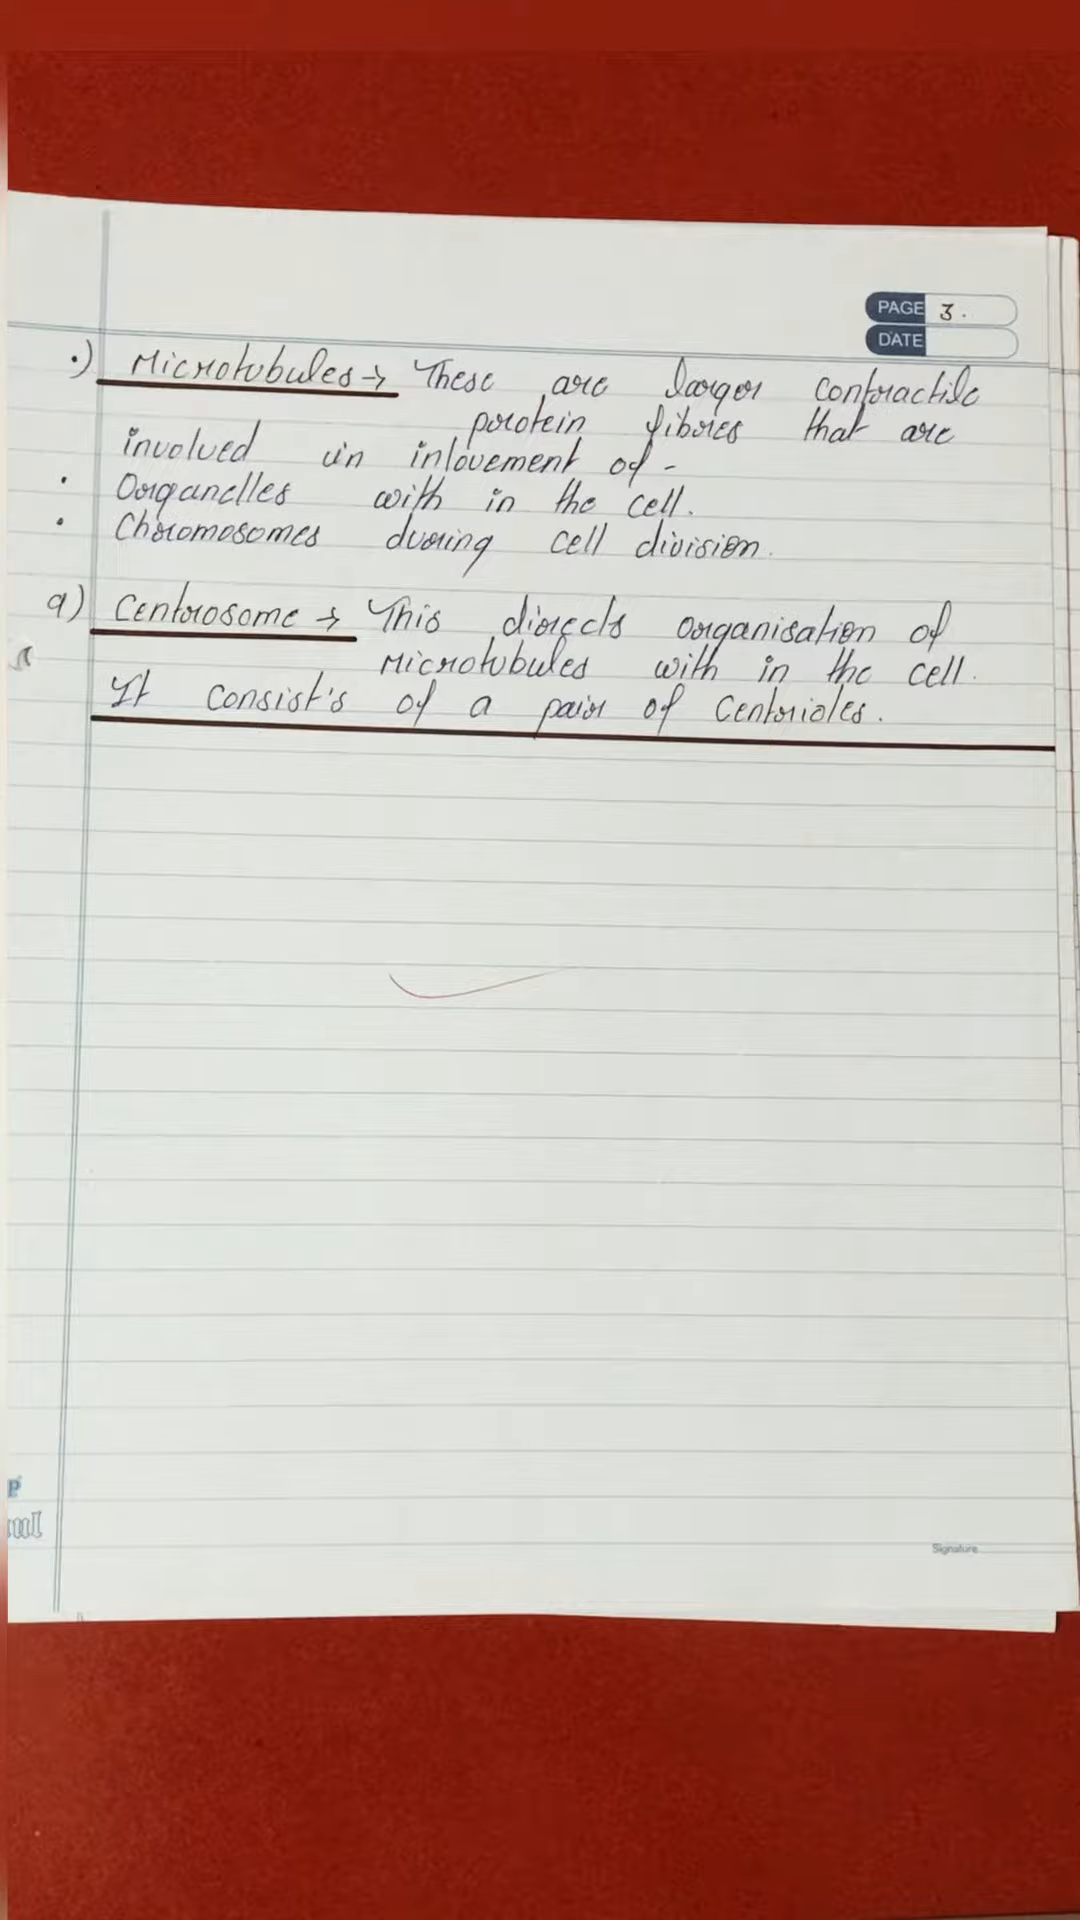 PAGE 3.
DATE
•) Microtubules → These are larger contractile
protein fibres that are
involved in inlovement of -
• Organelles with in the cell.
• Chromosomes during cell division.
9) Centrosome → This directs organisation of
Microtubules with in the cell.
It consist's of a pair of Centrioles.
P
Signature